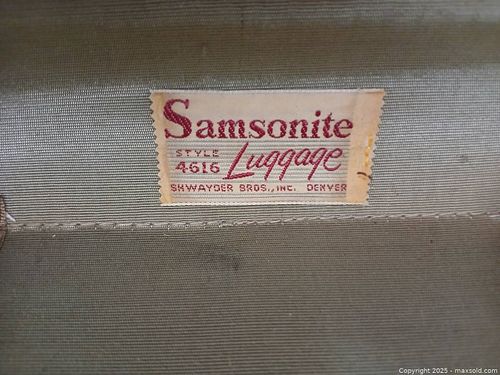 Samsonite
STYLE
4616 Luggage
SHWAYDER BROS., INC. DENVER
Copyright 2025 - maxsold.com